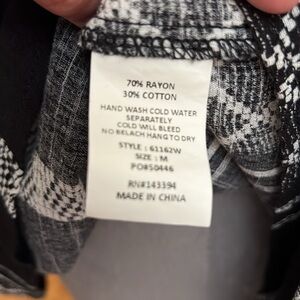 70% RAYON
30% COTTON
HAND WASH COLD WATER
SEPARATELY
COLD WILL BLEED
NO BELACH HANG TO DRY
STYLE : 61162W
SIZE : M
PO#50446
RN#143394
MADE IN CHINA